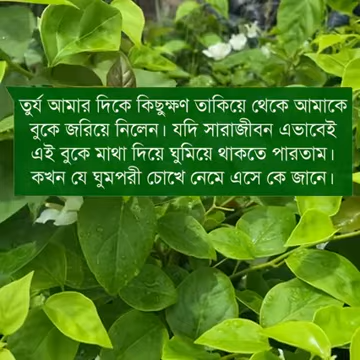 তুর্য আমার দিকে কিছুক্ষণ তাকিয়ে থেকে আমাকে
বুকে জরিয়ে নিলেন। যদি সারাজীবন এভাবেই
এই বুকে মাথা দিয়ে ঘুমিয়ে থাকতে পারতাম।
কখন যে ঘুমপরী চোখে নেমে এসে কে জানে।